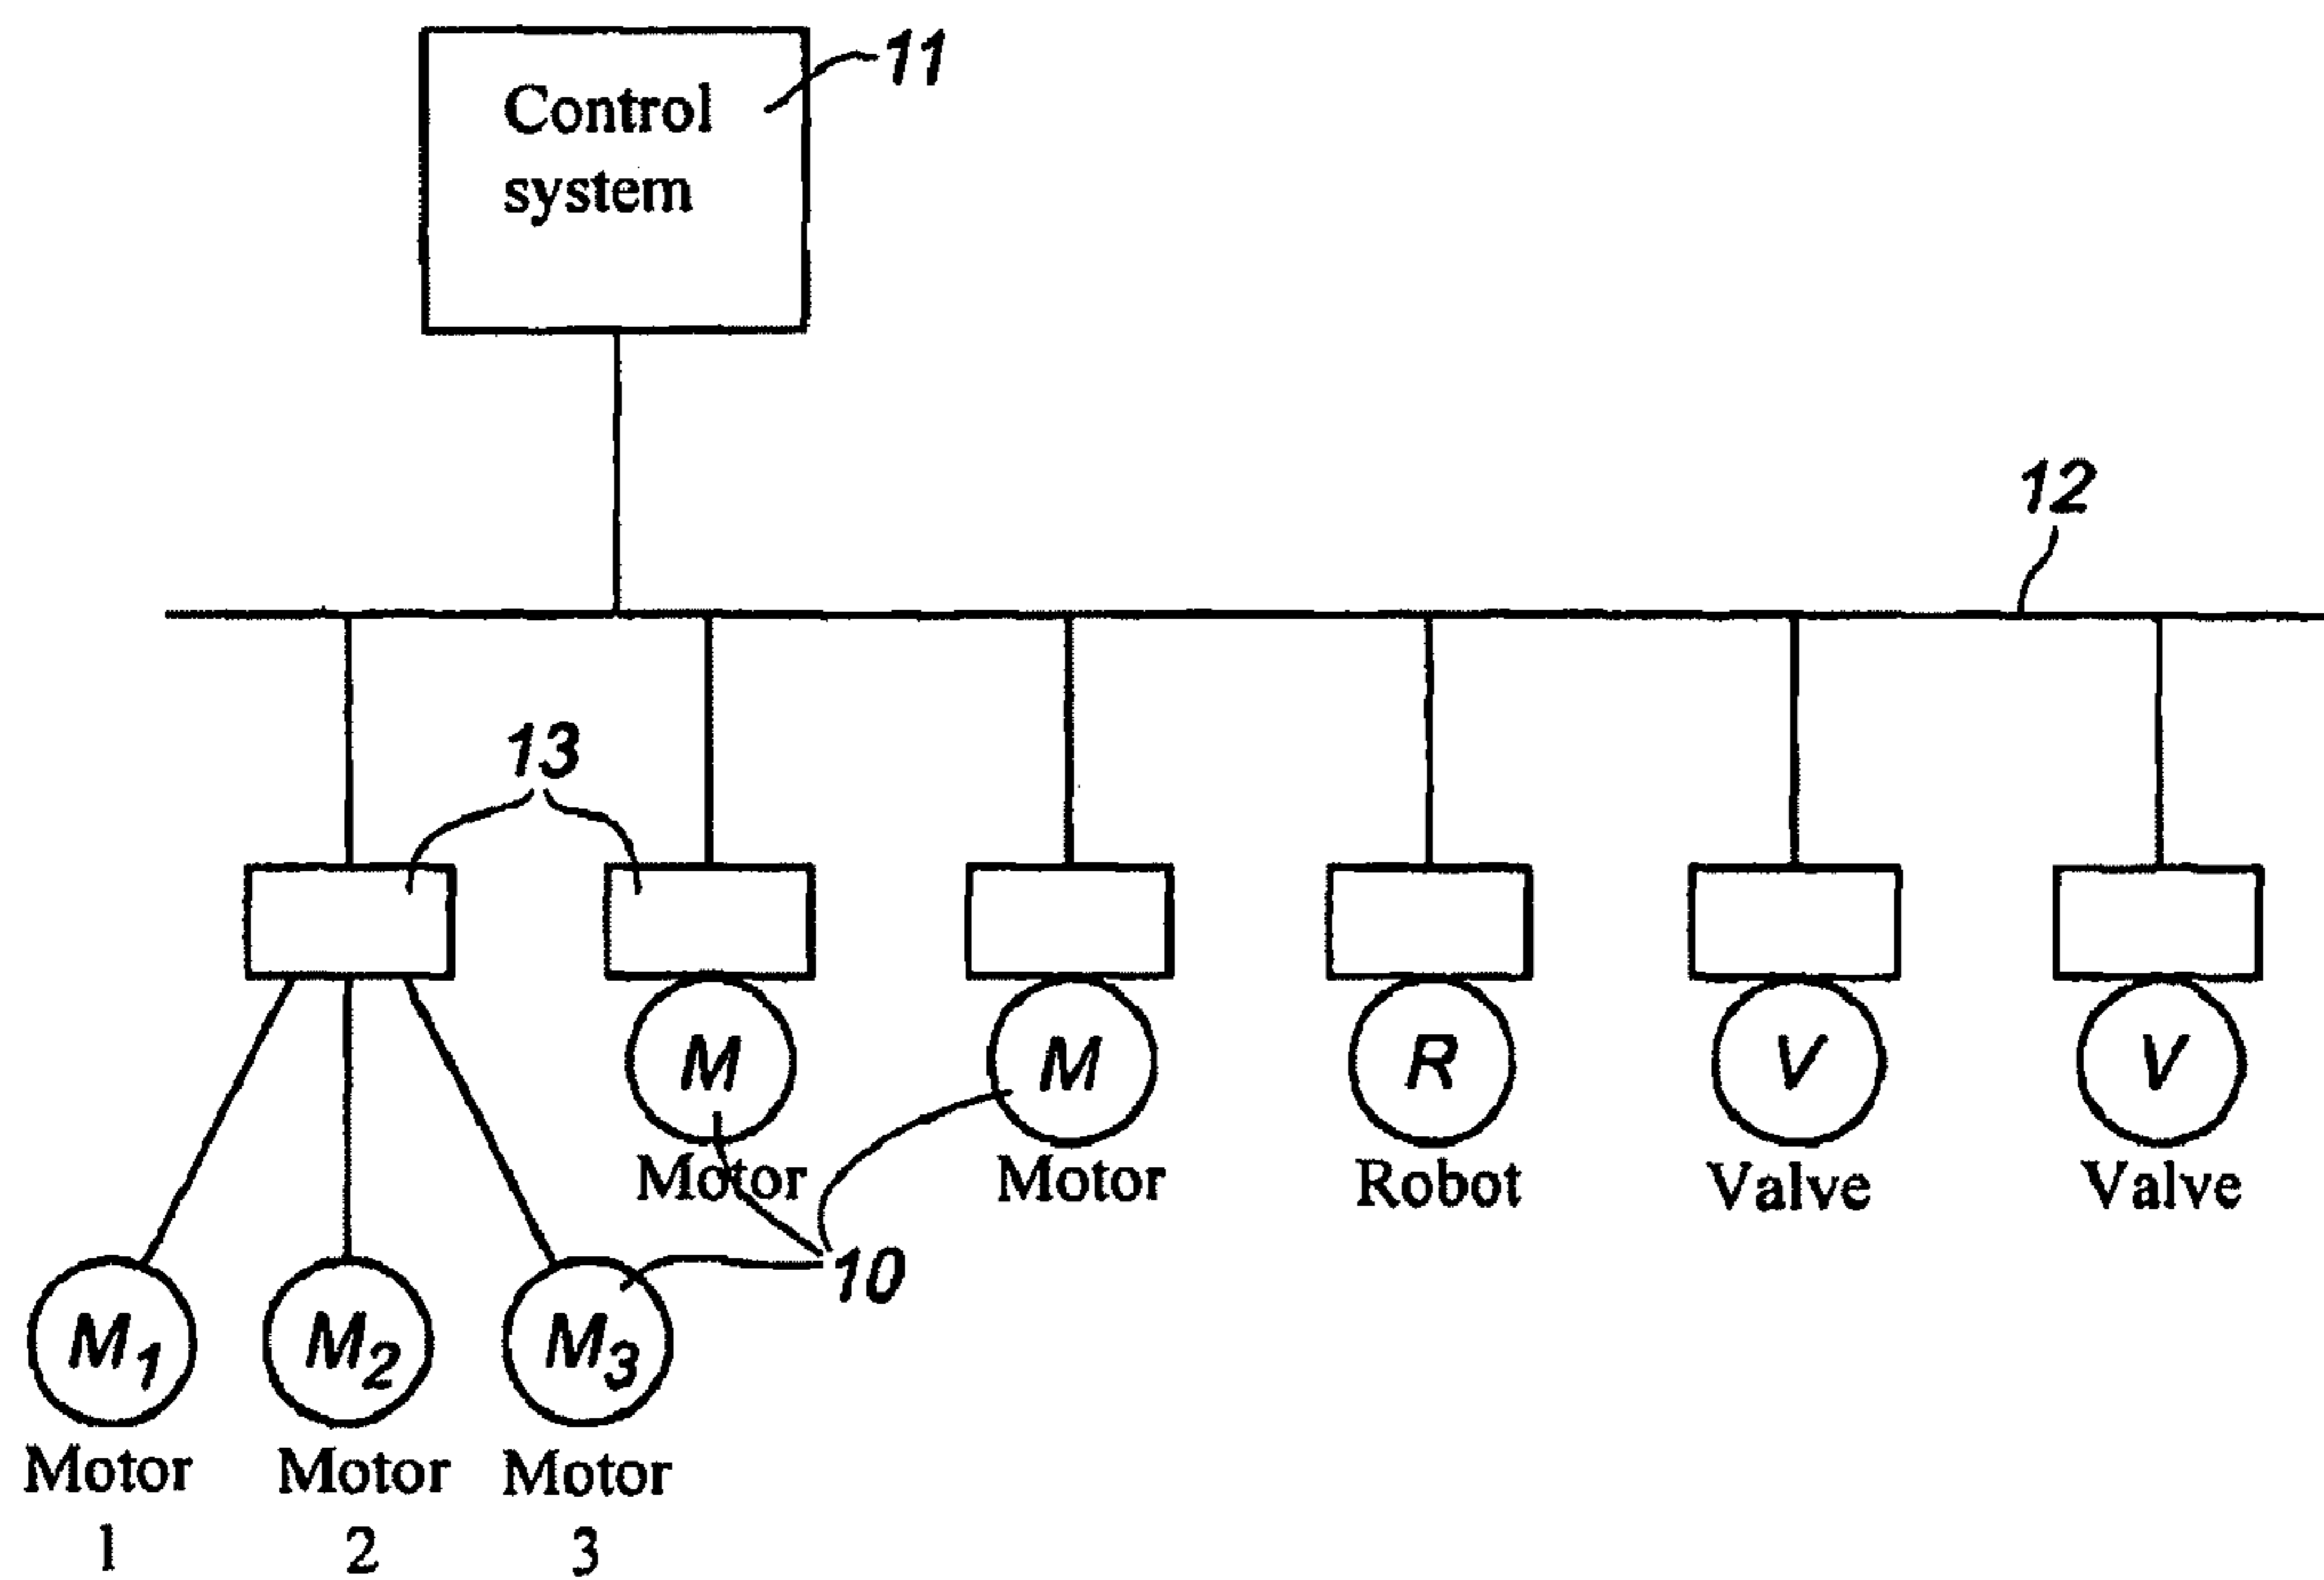 11
Control
system
12
13
M M R V V
Motor Motor Robot Valve Valve
10
M1 M2 M3
Motor Motor Motor
1 2 3